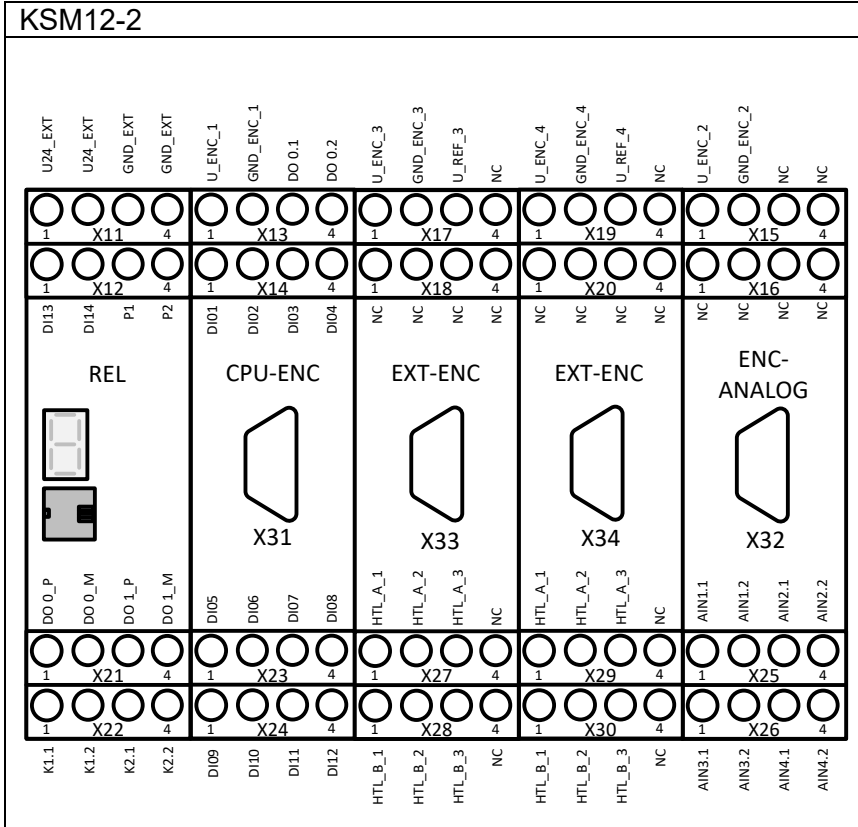 KSM12-2
U24_EXT U24_EXT GND_EXT GND_EXT U_ENC_1 GND_ENC_1 DO 0.1 DO 0.2 U_ENC_3 GND_ENC_3 U_REF_3 NC U_ENC_4 GND_ENC_4 U_REF_4 NC U_ENC_2 GND_ENC_2 NC NC
1 X11 4 1 X13 4 1 X17 4 1 X19 4 1 X15 4
1 X12 4 1 X14 4 1 X18 4 1 X20 4 1 X16 4
DI13 DI14 P1 P2 DI01 DI02 DI03 DI04 NC NC NC NC NC NC NC NC NC NC NC NC
REL CPU-ENC EXT-ENC EXT-ENC ENC-
ANALOG
X31 X33 X34 X32
DO 0_P DO 0_M DO 1_P DO 1_M DI05 DI06 DI07 DI08 HTL_A_1 HTL_A_2 HTL_A_3 NC HTL_A_1 HTL_A_2 HTL_A_3 NC AIN1.1 AIN1.2 AIN2.1 AIN2.2
1 X21 4 1 X23 4 1 X27 4 1 X29 4 1 X25 4
1 X22 4 1 X24 4 1 X28 4 1 X30 4 1 X26 4
K1.1 K1.2 K2.1 K2.2 DI09 DI10 DI11 DI12 HTL_B_1 HTL_B_2 HTL_B_3 NC HTL_B_1 HTL_B_2 HTL_B_3 NC AIN3.1 AIN3.2 AIN4.1 AIN4.2